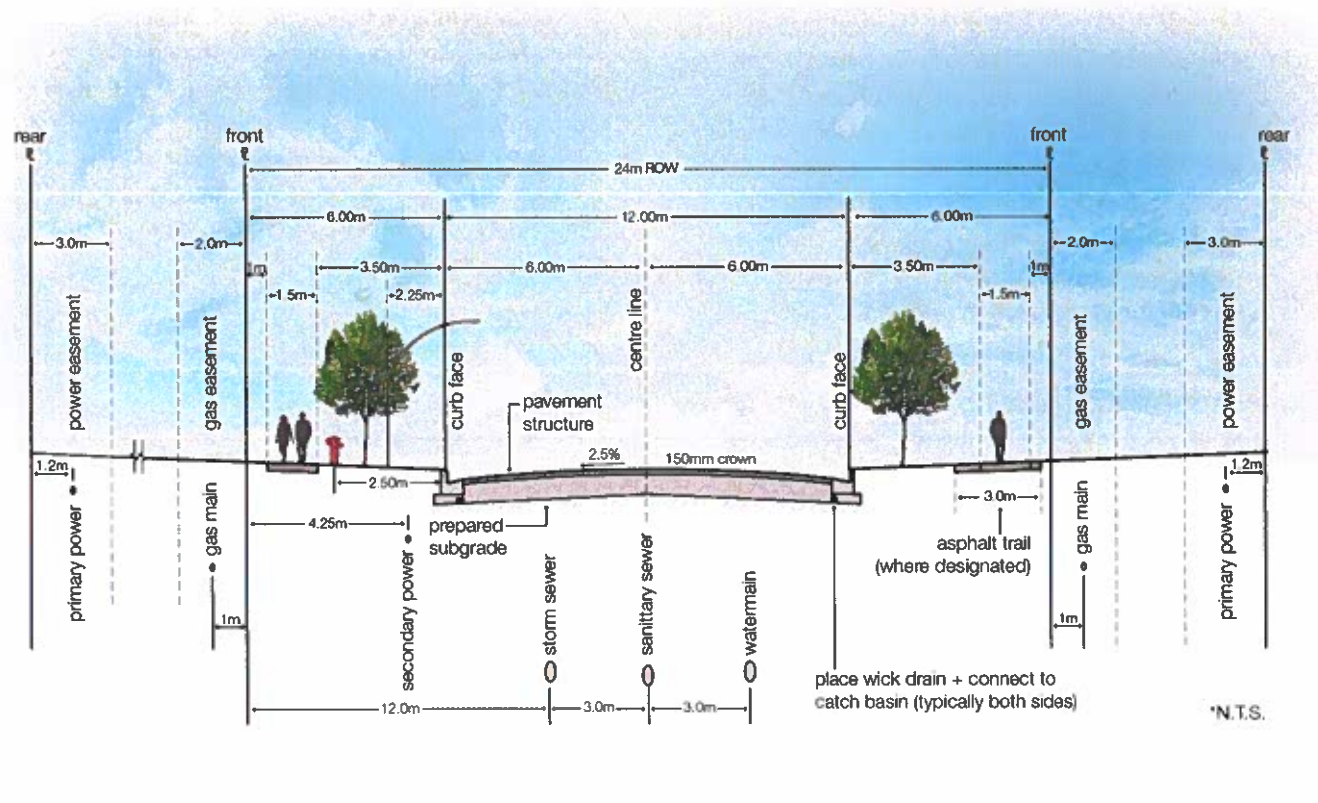 rear
front
front
rear
24m ROW
6.00m
12.00m
6.00m
3.0m
2.0m
2.0m
3.0m
1m
3.50m
6.00m
6.00m
3.50m
1m
1.5m
2.25m
1.5m
power easement
gas easement
curb face
centre line
curb face
gas easement
power easement
pavement
structure
2.5%
150mm crown
1.2m
1.2m
2.50m
3.0m
4.25m
prepared
subgrade
asphalt trail
(where designated)
primary power
gas main
secondary power
storm sewer
sanittary sewer
watermain
gas main
primary power
1m
1m
place wick drain + connect to
catch basin (typically both sides)
12.0m
3.0m
3.0m
*N.T.S.